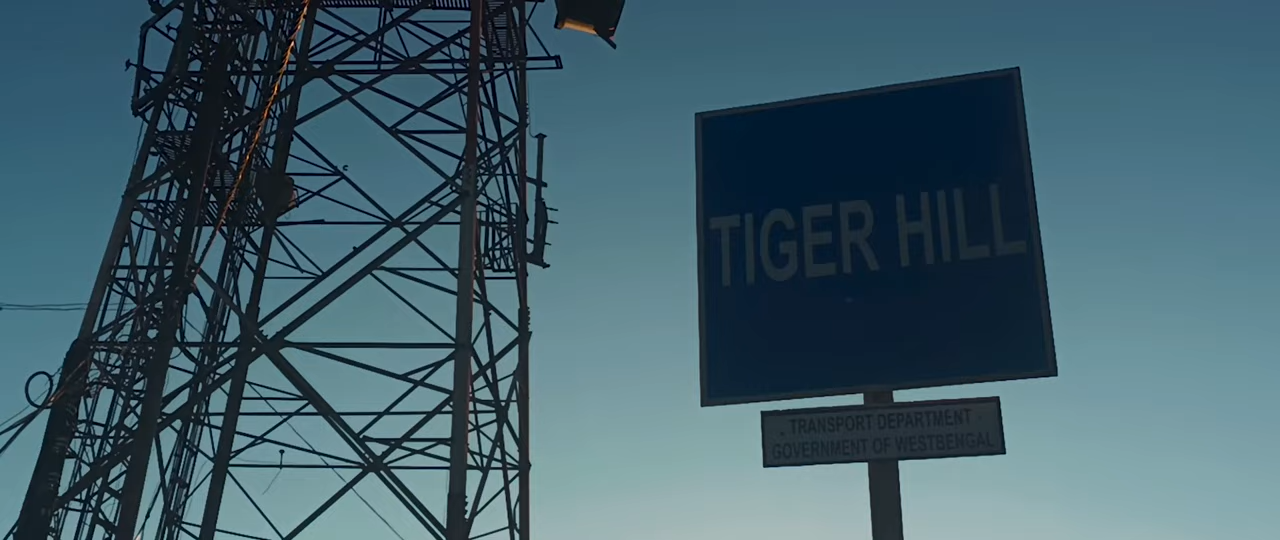 TIGER HILL
TRANSPORT DEPARTMENT
GOVERNMENT OF WESTBENGAL